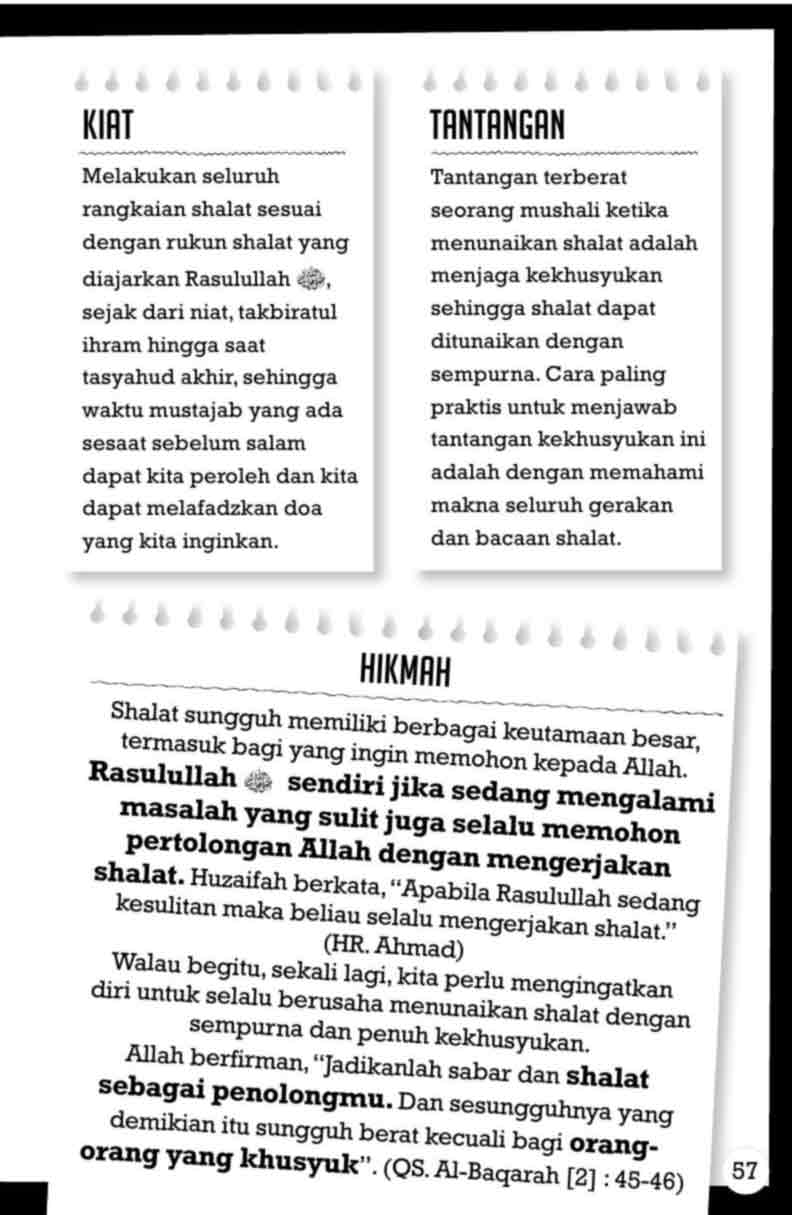 KIAT
Melakukan seluruh
rangkaian shalat sesuai
dengan rukun shalat yang
diajarkan Rasulullah ﷺ,
sejak dari niat, takbiratul
ihram hingga saat
tasyahud akhir, sehingga
waktu mustajab yang ada
sesaat sebelum salam
dapat kita peroleh dan kita
dapat melafadzkan doa
yang kita inginkan.
TANTANGAN
Tantangan terberat
seorang mushali ketika
menunaikan shalat adalah
menjaga kekhusyukan
sehingga shalat dapat
ditunaikan dengan
sempurna. Cara paling
praktis untuk menjawab
tantangan kekhusyukan ini
adalah dengan memahami
makna seluruh gerakan
dan bacaan shalat.
HIKMAH
Shalat sungguh memiliki berbagai keutamaan besar,
termasuk bagi yang ingin memohon kepada Allah.
Rasulullah ﷺ sendiri jika sedang mengalami
masalah yang sulit juga selalu memohon
pertolongan Allah dengan mengerjakan
shalat. Huzaifah berkata, “Apabila Rasulullah sedang
kesulitan maka beliau selalu mengerjakan shalat.”
(HR. Ahmad)
Walau begitu, sekali lagi, kita perlu mengingatkan
diri untuk selalu berusaha menunaikan shalat dengan
sempurna dan penuh kekhusyukan.
Allah berfirman, “Jadikanlah sabar dan shalat
sebagai penolongmu. Dan sesungguhnya yang
demikian itu sungguh berat kecuali bagi orang-
orang yang khusyuk”. (QS. Al-Baqarah [2] : 45-46)
57